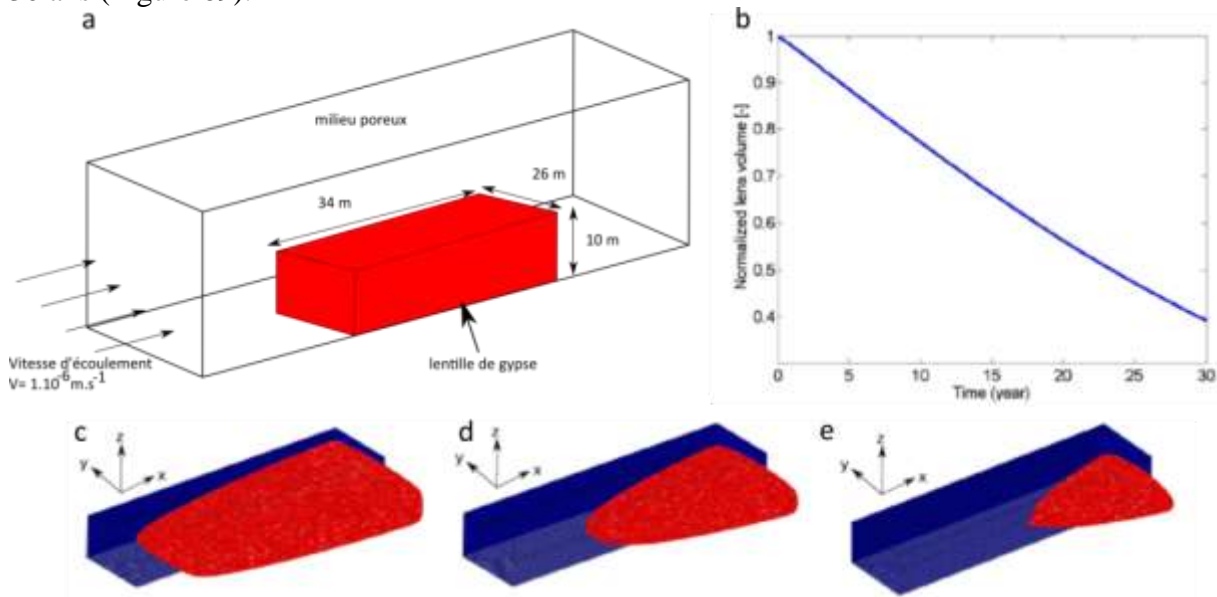 a
milieu poreux
34 m
26 m
10 m
Vitesse d'écoulement
V= 1.10-6m.s-1
lentille de gypse
b
Normalized lens volume [-]
1
0.9
0.8
0.7
0.6
0.5
0.4
0
5
10
15
20
25
30
Time (year)
c
z
y
x
d
z
y
x
e
z
y
x